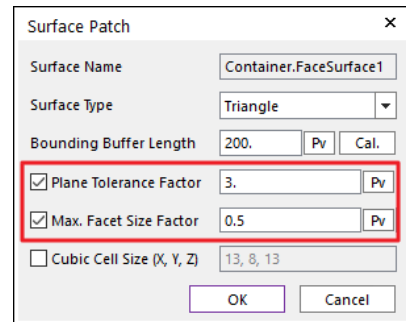 Surface Patch
Surface Name Container.FaceSurface1
Surface Type Triangle
Bounding Buffer Length 200. Pv Cal.
Plane Tolerance Factor 3. Pv
Max. Facet Size Factor 0.5 Pv
Cubic Cell Size (X, Y, Z) 13, 8, 13
OK Cancel